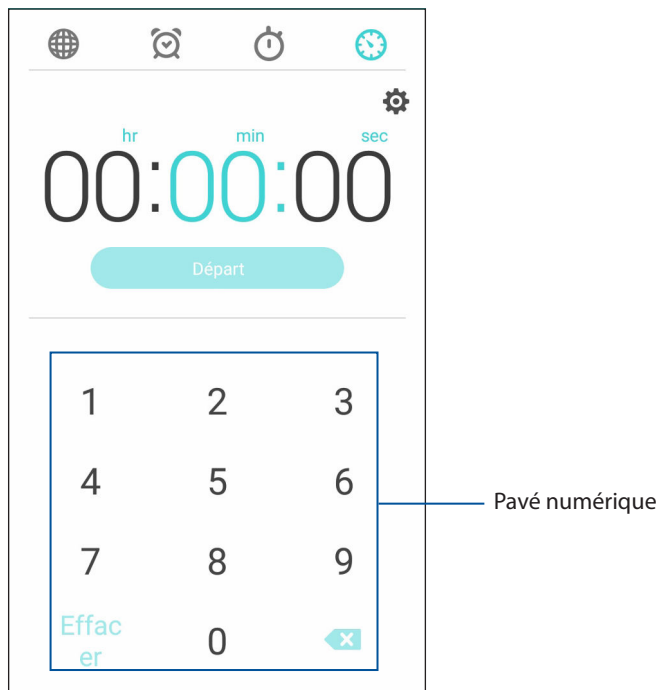 hr min sec
00:00:00
Départ
1 2 3
4 5 6
Pavé numérique
7 8 9
Effac
er 0